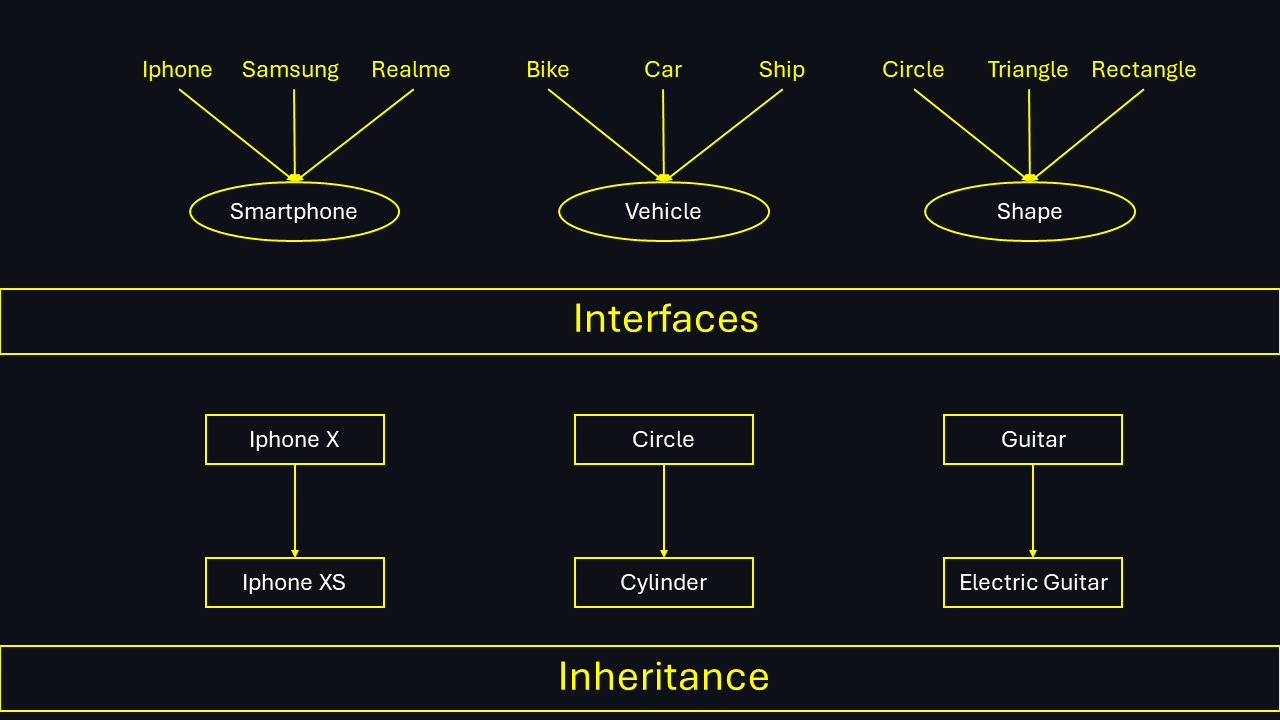 Iphone Samsung Realme Bike Car Ship Circle Triangle Rectangle
Smartphone Vehicle Shape
Interfaces
Iphone X Circle Guitar
Iphone XS Cylinder Electric Guitar
Inheritance